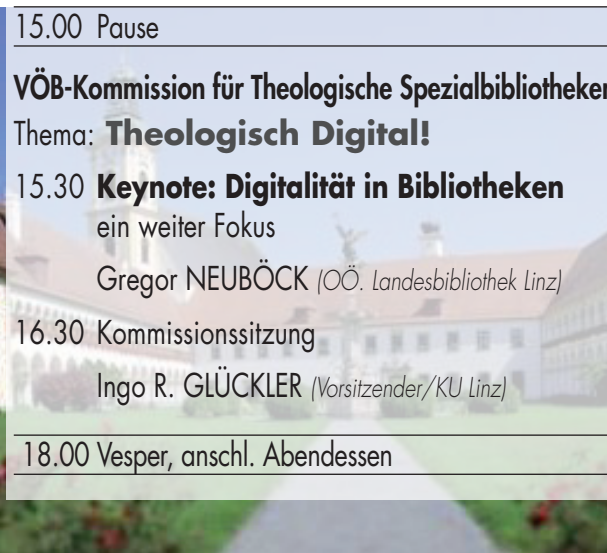 15.00 Pause
VÖB-Kommission für Theologische Spezialbibliotheken
Thema: Theologisch Digital!
15.30 Keynote: Digitalität in Bibliotheken
ein weiter Fokus
Gregor NEUBÖCK (OÖ. Landesbibliothek Linz)
16.30 Kommissionssitzung
Ingo R. GLÜCKLER (Vorsitzender/KU Linz)
18.00 Vesper, anschl. Abendessen